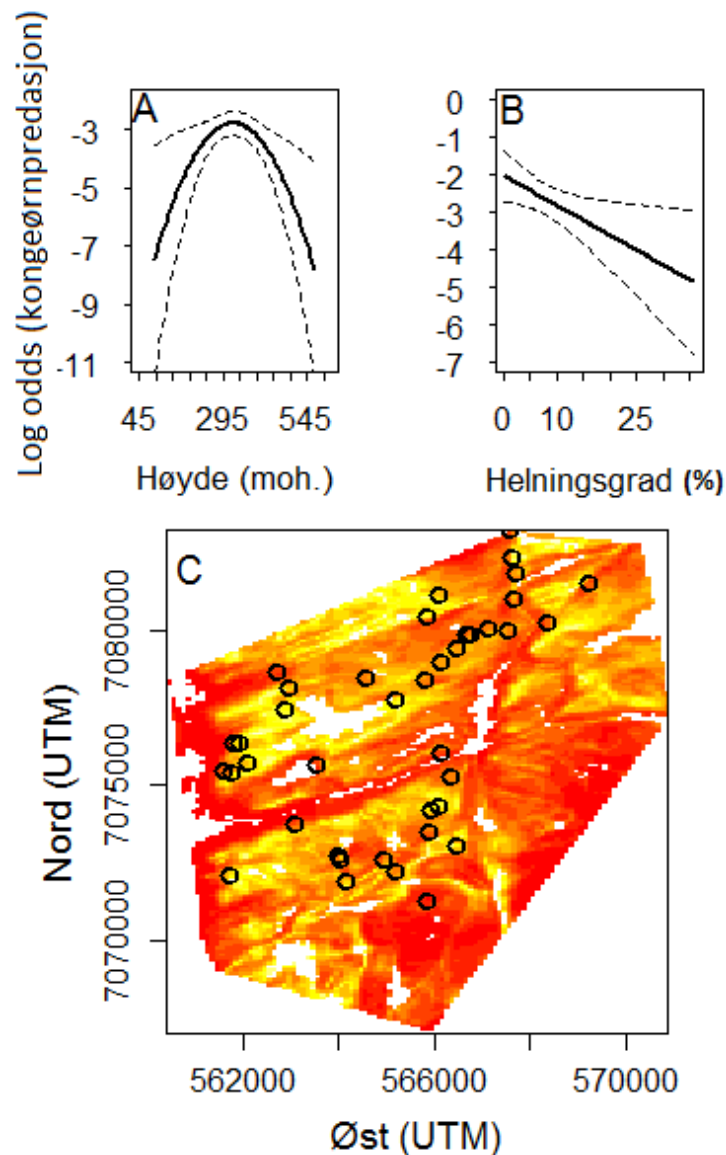 A
-3
-5
-7
-9
-11
Log odds (kongeørnpredasjon)
45 295 545
Høyde (moh.)
B
0
-1
-2
-3
-4
-5
-6
-7
0 10 25
Helningsgrad (%)
C
7080000
7075000
7070000
Nord (UTM)
562000 566000 570000
Øst (UTM)